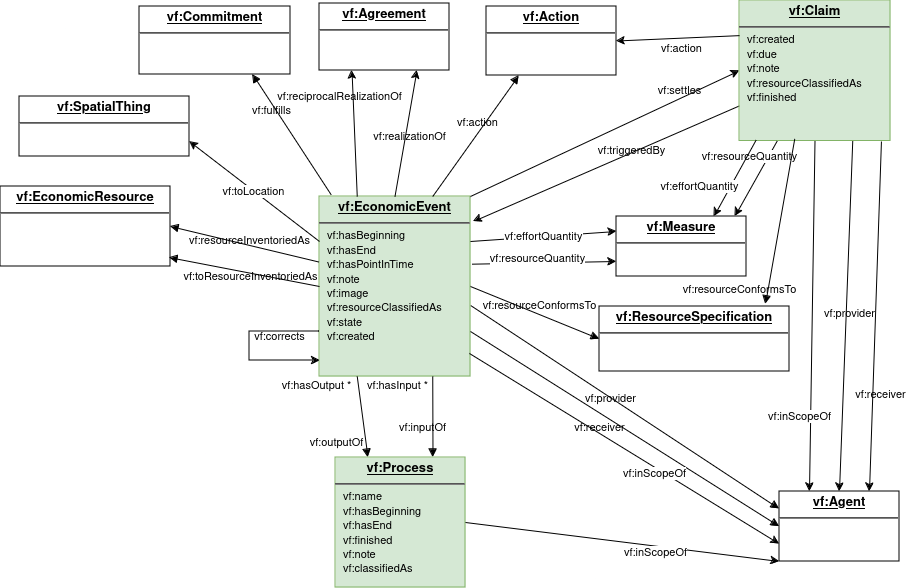 vf:Commitment
vf:Agreement
vf:Action
vf:Claim
vf:created
vf:due
vf:note
vf:resourceClassifiedAs
vf:finished
vf:action
vf:settles
vf:triggeredBy
vf:reciprocalRealizationOf
vf:fulfills
vf:realizationOf
vf:action
vf:SpatialThing
vf:toLocation
vf:EconomicResource
vf:resourceInventoriedAs
vf:toResourceInventoriedAs
vf:EconomicEvent
vf:hasBeginning
vf:hasEnd
vf:hasPointInTime
vf:note
vf:image
vf:resourceClassifiedAs
vf:state
vf:created
vf:corrects
vf:resourceQuantity
vf:effortQuantity
vf:Measure
vf:effortQuantity
vf:resourceQuantity
vf:resourceConformsTo
vf:resourceConformsTo
vf:ResourceSpecification
vf:provider
vf:receiver
vf:inScopeOf
vf:provider
vf:receiver
vf:inScopeOf
vf:hasOutput *
vf:hasInput *
vf:outputOf
vf:inputOf
vf:Process
vf:name
vf:hasBeginning
vf:hasEnd
vf:finished
vf:note
vf:classifiedAs
vf:inScopeOf
vf:Agent